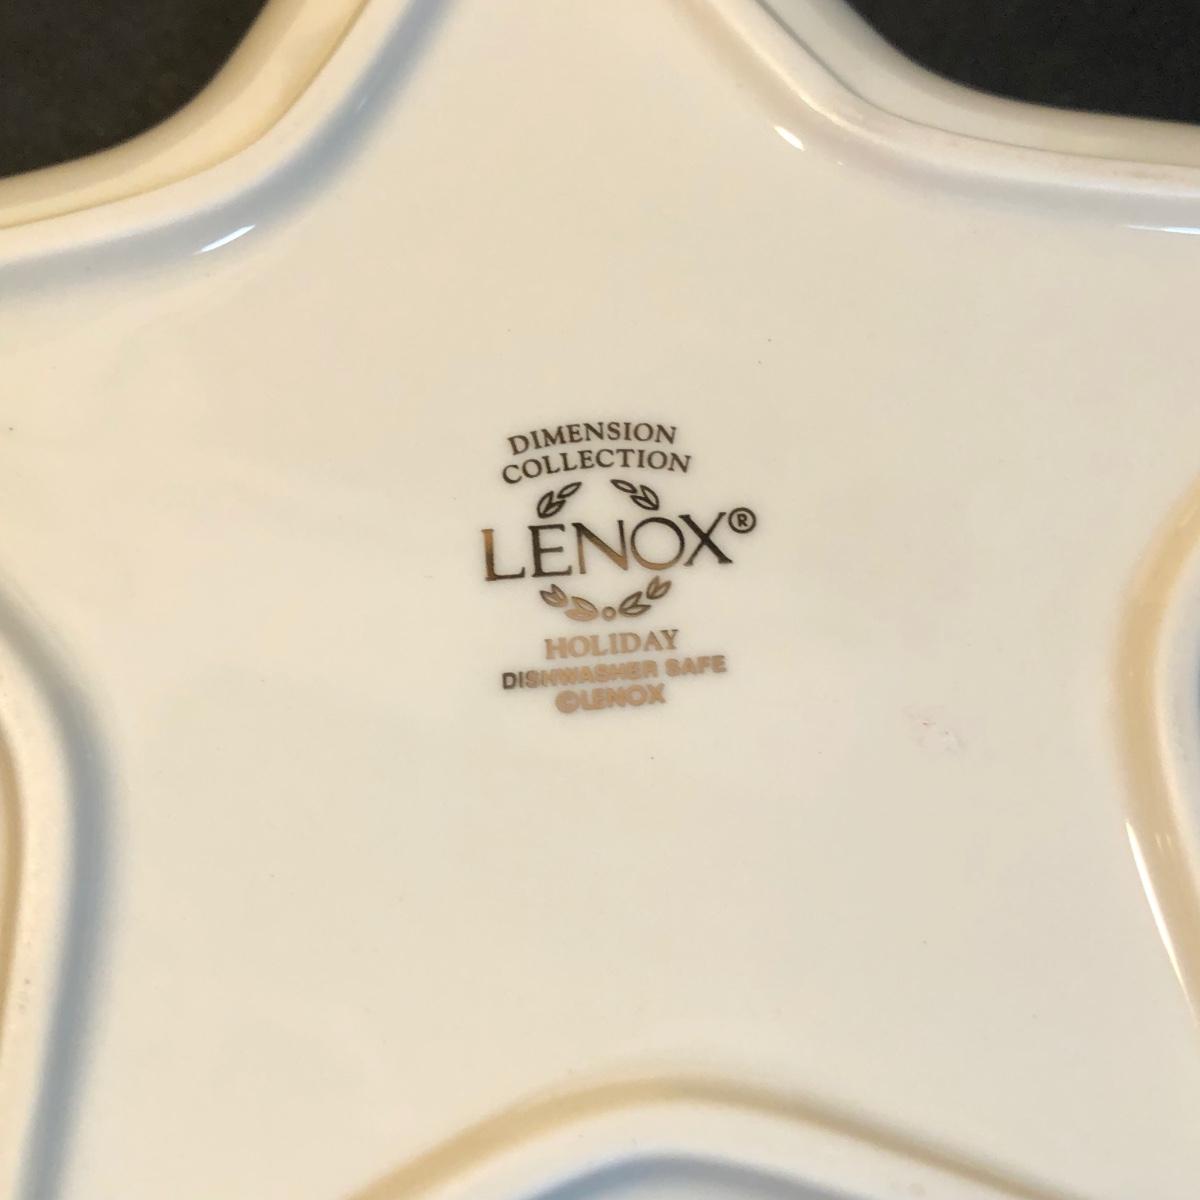 DIMENSION
COLLECTION
LENOX®
HOLIDAY
DISHWASHER SAFE
©LENOX